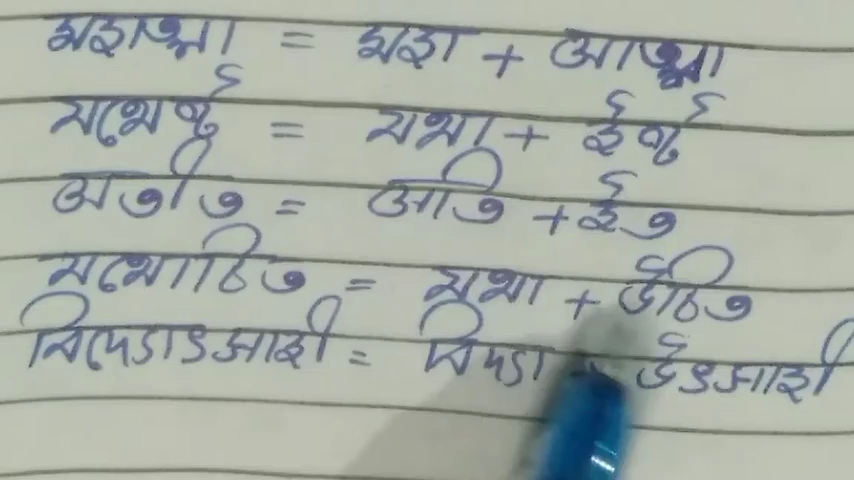 মহাত্মা = মহা + আত্মা
যথেষ্ট = যথা + ইষ্ট
অতীত = অতি + ইত
যথোচিত = যথা + উচিত
বিদ্যোৎসাহী = বিদ্যা + উৎসাহী